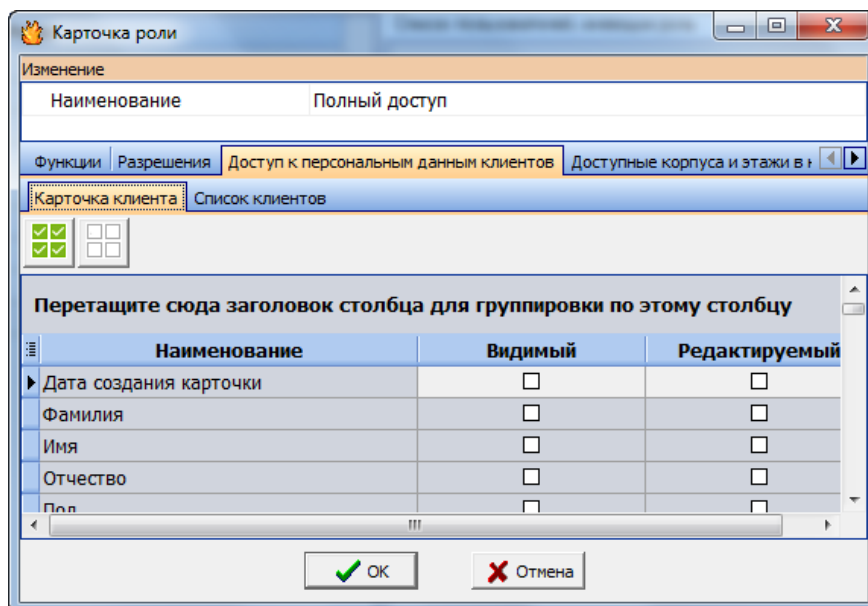 Карточка роли
Изменение
Наименование Полный доступ
Функции Разрешения Доступ к персональным данным клиентов Доступные корпуса и этажи в
Карточка клиента Список клиентов
Перетащите сюда заголовок столбца для группировки по этому столбцу
Наименование Видимый Редактируемый
Дата создания карточки
Фамилия
Имя
Отчество
Пол
OK Отмена